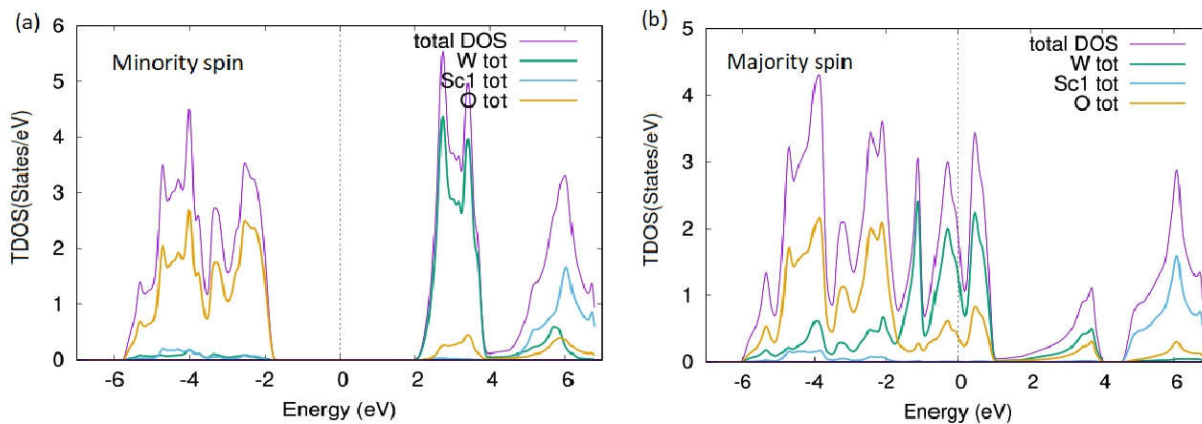 (a)
6
5
4
3
2
1
0
TDOS(States/eV)
Minority spin
total DOS
W tot
Sc1 tot
O tot
-6 -4 -2 0 2 4 6
Energy (eV)
(b)
5
4
3
2
1
0
TDOS(States/eV)
Majority spin
total DOS
W tot
Sc1 tot
O tot
-6 -4 -2 0 2 4 6
Energy (eV)